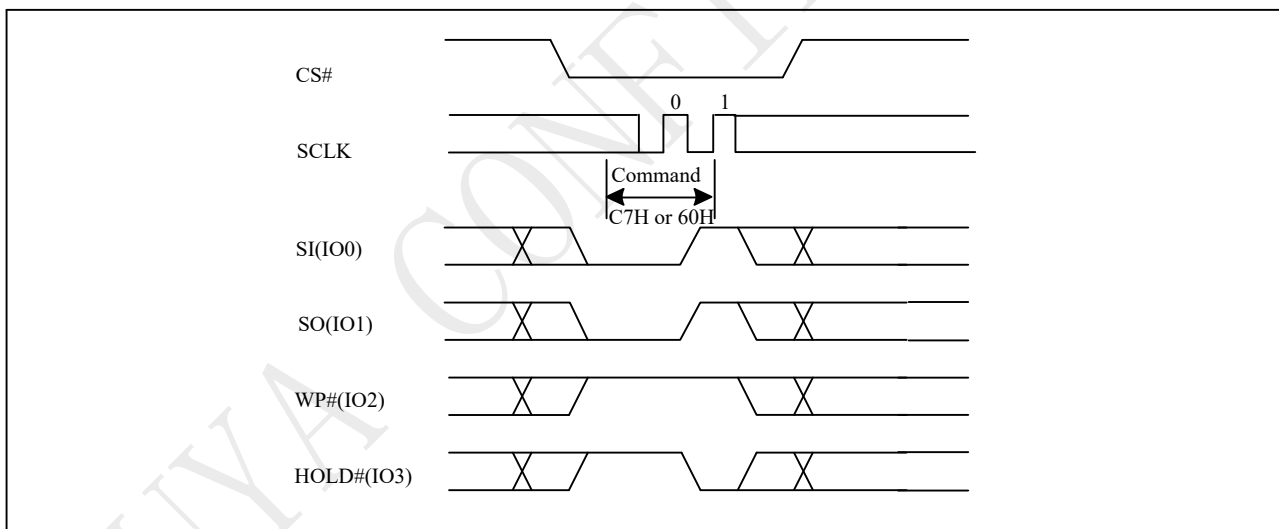 CS#
0 1
SCLK
Command
C7H or 60H
SI(IO0)
SO(IO1)
WP#(IO2)
HOLD#(IO3)